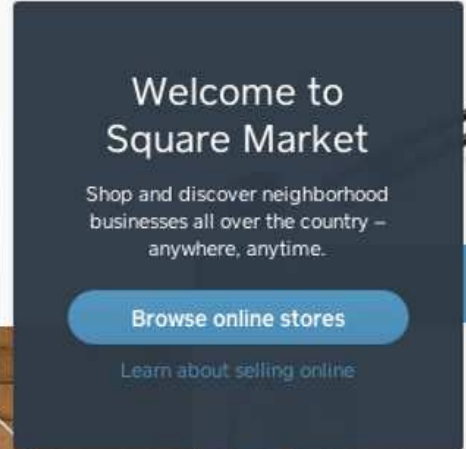 Welcome to
Square Market
Shop and discover neighborhood
businesses all over the country –
anywhere, anytime.
Browse online stores
Learn about selling online